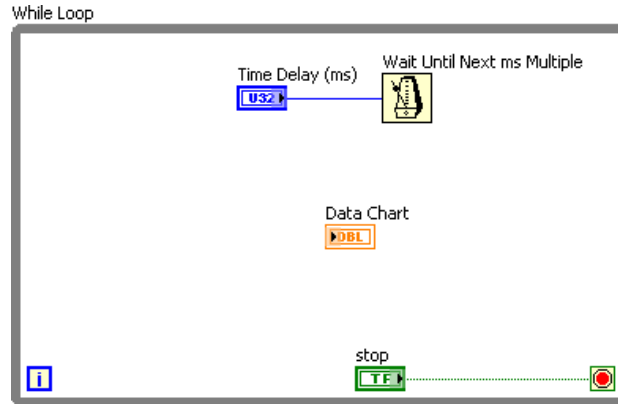 While Loop
Time Delay (ms)
Wait Until Next ms Multiple
U32
Data Chart
DBL
stop
TF
i